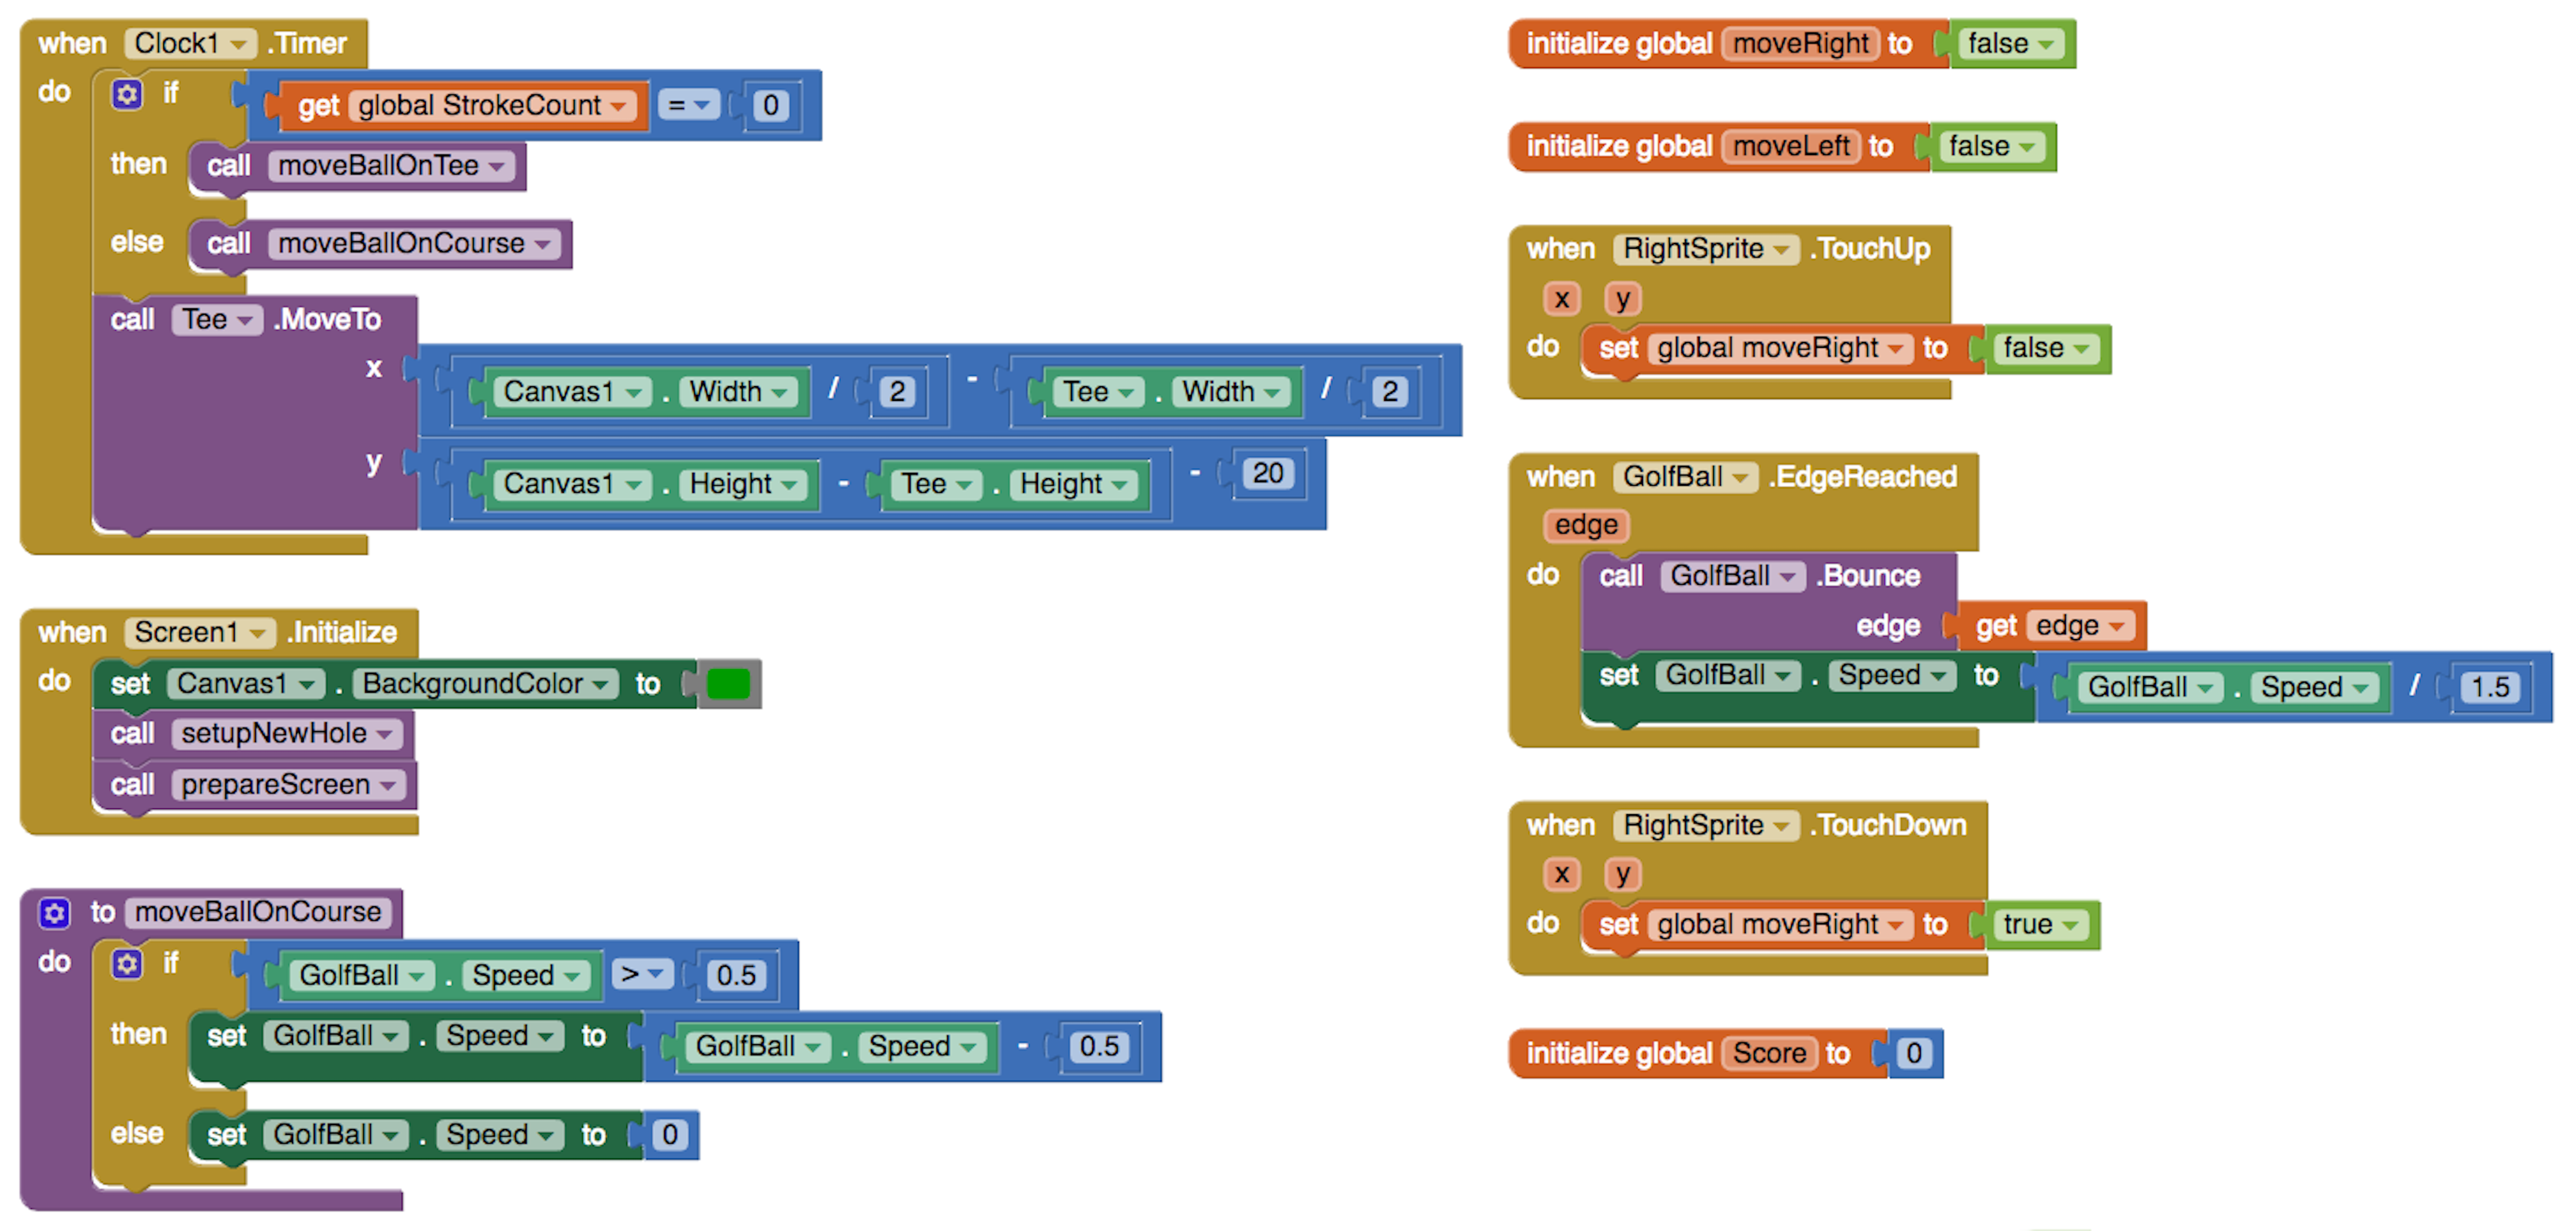 when Clock1 .Timer
do if get global StrokeCount = 0
then call moveBallOnTee
else call moveBallOnCourse
call Tee .MoveTo
x Canvas1 . Width / 2 - Tee . Width / 2
y Canvas1 . Height - Tee . Height - 20
when Screen1 .Initialize
do set Canvas1 . BackgroundColor to
call setupNewHole
call prepareScreen
to moveBallOnCourse
do if GolfBall . Speed > 0.5
then set GolfBall . Speed to GolfBall . Speed - 0.5
else set GolfBall . Speed to 0
initialize global moveRight to false
initialize global moveLeft to false
when RightSprite .TouchUp
x y
do set global moveRight to false
when GolfBall .EdgeReached
edge
do call GolfBall .Bounce
edge get edge
set GolfBall . Speed to GolfBall . Speed / 1.5
when RightSprite .TouchDown
x y
do set global moveRight to true
initialize global Score to 0